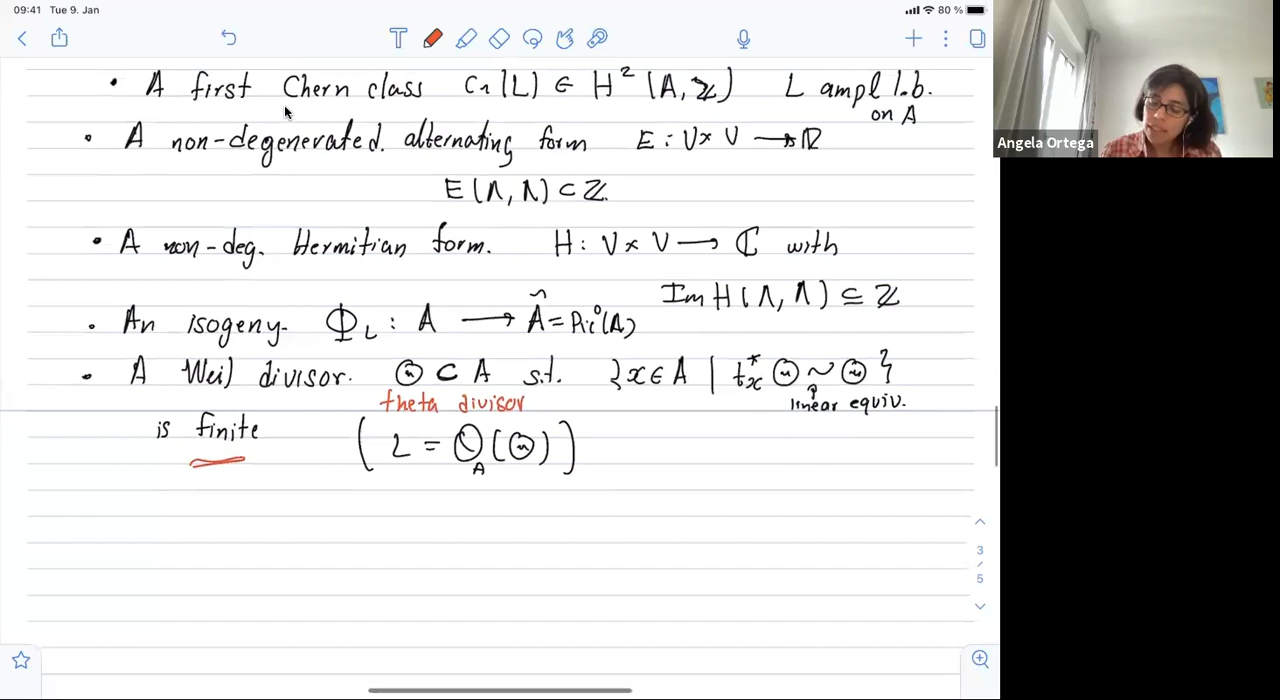 09:41 Tue 9. Jan 80 %
• A first Chern class C₁(L) ∈ H² (A, ℤ) L ampl l.b.
on A
• A non-degenerated. alternating form E : V × V ⟶ ℝ
Angela Ortega
E(Λ, Λ) ⊂ ℤ.
• A non-deg. Hermitian form. H : V × V ⟶ ℂ with
Im H(Λ, Λ) ⊆ ℤ
• An isogeny. Φ_L : A ⟶ Â = Pic⁰(A)
• A Weil divisor. Θ ⊂ A s.t. {x ∈ A | t_x^* Θ ~ Θ}
theta divisor linear equiv.
is finite ( L = O_A(Θ) )
3
/
5